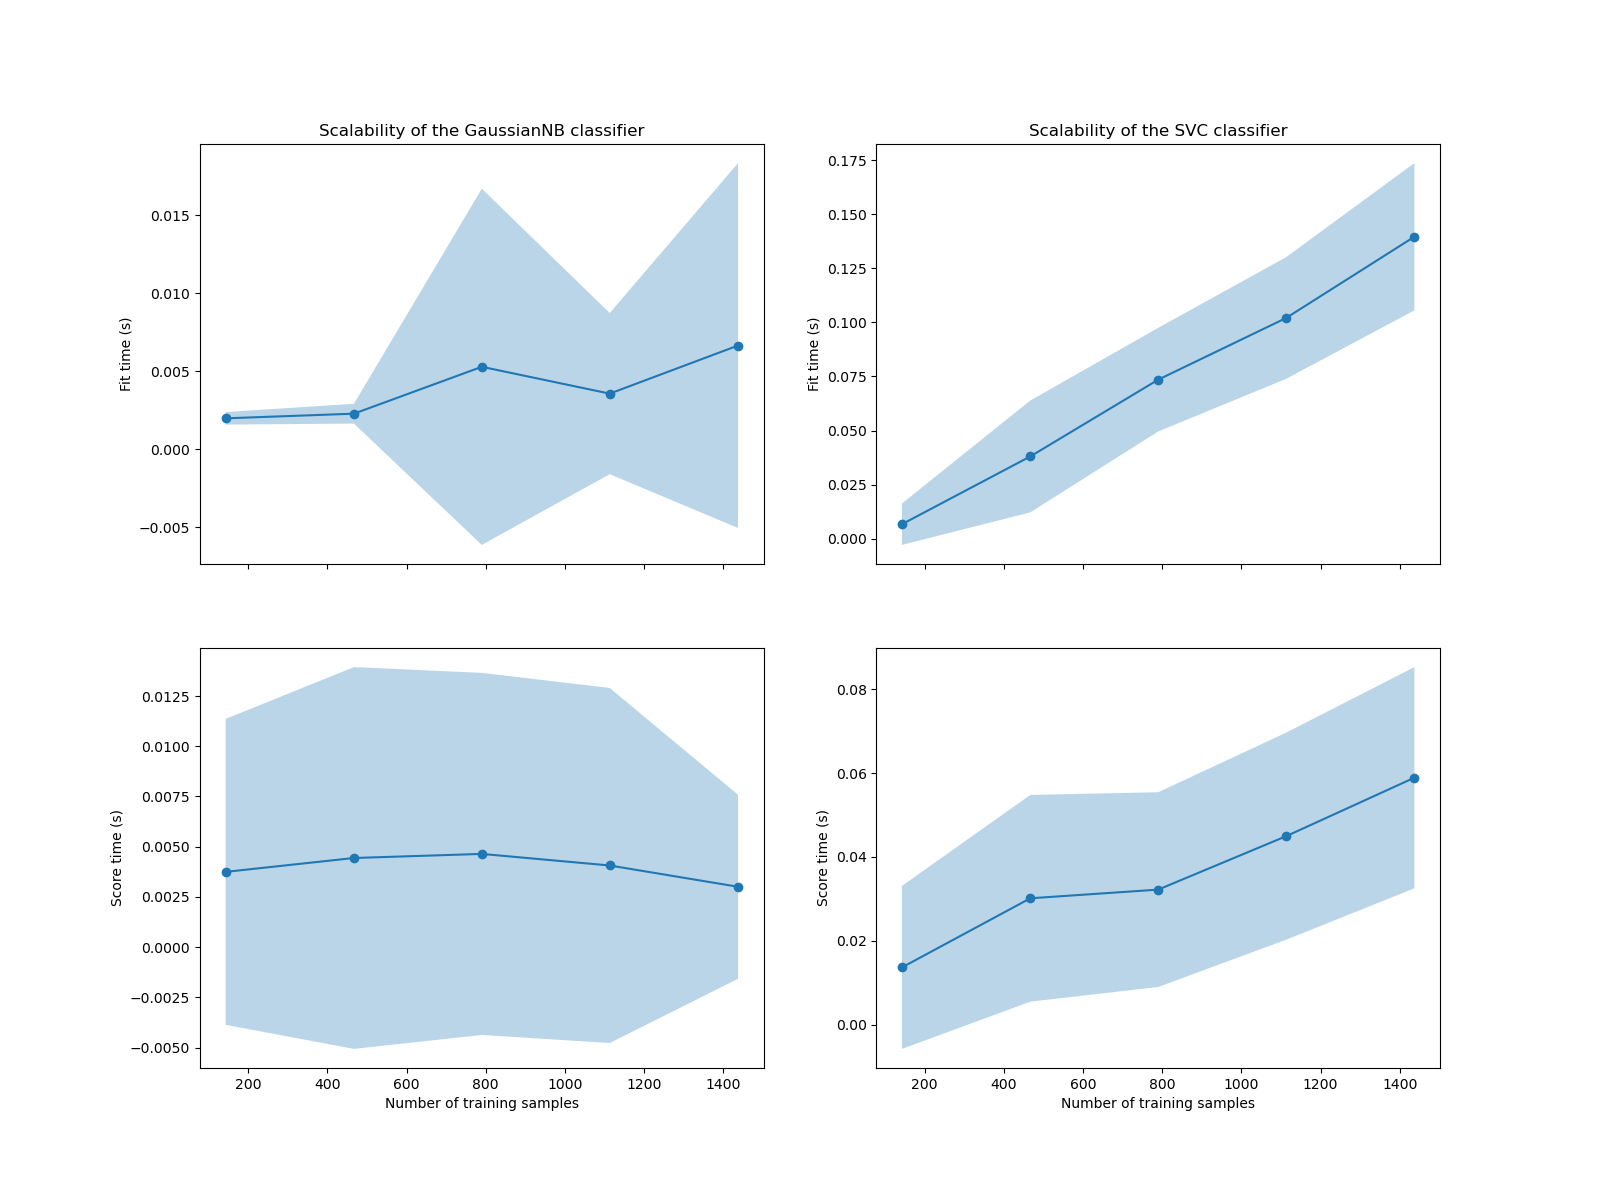 Scalability of the GaussianNB classifier
Scalability of the SVC classifier
0.015
0.010
0.005
0.000
−0.005
Fit time (s)
0.175
0.150
0.125
0.100
0.075
0.050
0.025
0.000
Fit time (s)
0.0125
0.0100
0.0075
0.0050
0.0025
0.0000
−0.0025
−0.0050
Score time (s)
200 400 600 800 1000 1200 1400
Number of training samples
0.08
0.06
0.04
0.02
0.00
Score time (s)
200 400 600 800 1000 1200 1400
Number of training samples